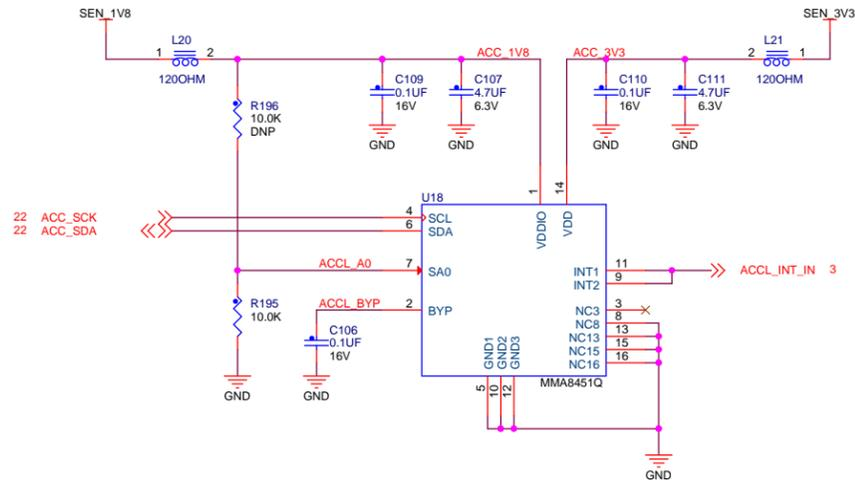 SEN_1V8
SEN_3V3
L20
L21
1 2
ACC_1V8
ACC_3V3
2 1
120OHM
120OHM
C109
0.1UF
16V
C107
4.7UF
6.3V
C110
0.1UF
16V
C111
4.7UF
6.3V
R196
10.0K
DNP
GND
GND
GND
GND
1
14
U18
22 ACC_SCK
4
SCL
22 ACC_SDA
6
SDA
VDDIO
VDD
ACCL_A0
7
SA0
INT1
11
INT2
9
ACCL_INT_IN 3
ACCL_BYP
2
BYP
R195
10.0K
C106
0.1UF
16V
NC3
3
NC8
8
NC13
13
NC15
15
NC16
16
GND1
GND2
GND3
MMA8451Q
5
10
12
GND
GND
GND